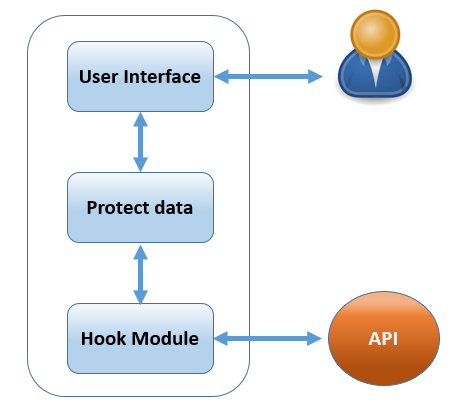 User Interface
Protect data
Hook Module
API